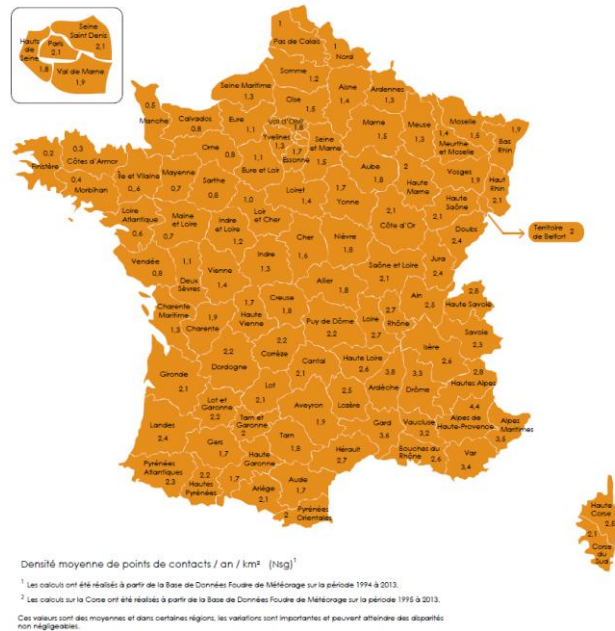 1
Pas de Calais
1
Nord
Hauts de Seine
1,8
Paris
2,1
Seine Saint Denis
2,1
Val de Marne
1,9
Somme
1,2
Seine Maritime
1,3
Oise
1,5
Aisne
1,4
Ardennes
1,3
0,5
Manche
Calvados
0,8
Eure
1,1
Val d'Oise
1,6
Yvelines
1,3
1,7
Essonne
Seine et Marne
1,5
Marne
1,5
Meuse
1,3
Moselle
1,5
1,4
Meurthe et Moselle
1,9
Bas Rhin
0,2
Finistère
0,3
Côtes d'Armor
0,4
Morbihan
Ile et Vilaine
0,,6
Mayenne
0,7
Orne
0,8
Sarthe
0,8
1,1
Eure et Loir
Aube
1,8
2
Haute Marne
Vosges
1,9
Haut Rhin
2,1
Loire Atlantique
0,6
Maine et Loire
0,7
1,0
Loir et Cher
Indre et Loire
1,2
Loiret
1,4
1,7
Yonne
2,1
Côte d'Or
Haute Saône
2,1
Territoire de Belfort
2
Doubs
2,4
Vendée
0,8
1,1
Deux Sèvres
Vienne
1,4
Indre
1,3
Cher
1,6
Nièvre
1,8
Saône et Loire
2,1
Jura
2,4
Charente Maritime
1,3
1,9
Charente
1,7
Haute Vienne
Creuse
1,8
Allier
1,8
Puy de Dôme
2,2
Loire
2,7
2,7
Rhône
Ain
2,5
2,8
Haute Savoie
Savoie
2,3
Gironde
2,1
2,2
Dordogne
2,2
Corrèze
Cantal
2,1
Haute Loire
2,6
3,8
Ardèche
3,3
Drôme
Isère
2,6
2,8
Hautes Alpes
Landes
2,4
Lot et Garonne
2,2
Lot
2,1
Tarn et Garonne
2
Aveyron
1,9
2,5
Lozère
Gard
3,6
Vaucluse
3,2
4,4
Alpes de Haute-Provence
Alpes Maritimes
3,5
Pyrénées Atlantiques
2,3
Gers
1,7
2,2
Hautes Pyrénées
Haute Garonne
1,7
Tarn
1,8
Hérault
2,7
Bouches du Rhône
2,6
Var
3,4
Ariège
2,1
Aude
1,7
2
Pyrénées Orientales
Haute Corse
2,1
Corse du Sud
Densité moyenne de points de contacts / an / km² (Nsg)¹
¹ Les calculs ont été réalisés à partir de la Base de Données Foudre de Météorage sur la période 1994 à 2013.
² Les calculs sur la Corse ont été réalisés à partir de la Base de Données Foudre de Météorage sur la période 1995 à 2013.
Ces valeurs sont des moyennes et dans certaines régions, les variations sont importantes et peuvent atteindre des disparités
non négligeables.